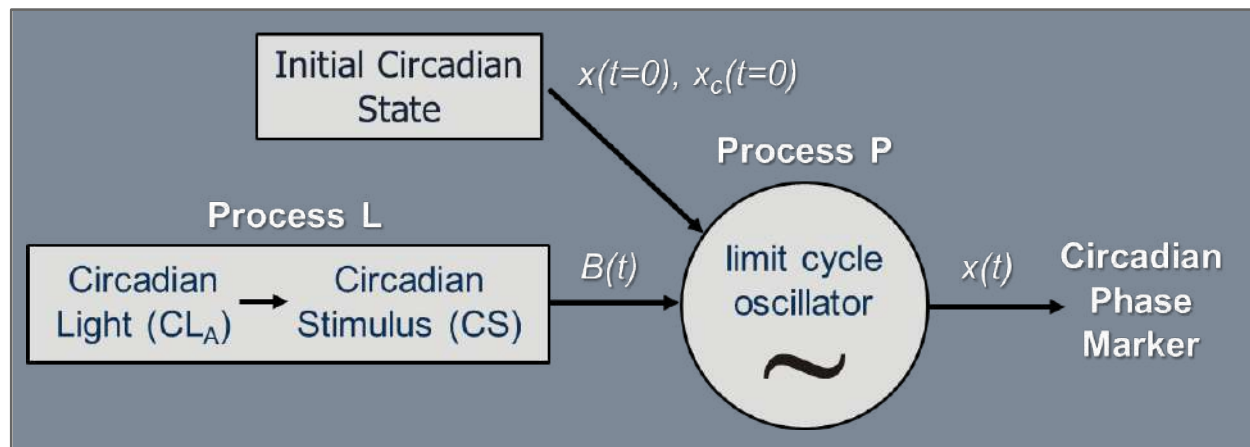 Initial Circadian
State
x(t=0), x_c(t=0)
Process P
Process L
Circadian
Light (CL_A)
Circadian
Stimulus (CS)
B(t)
limit cycle
oscillator
~
x(t)
Circadian
Phase
Marker